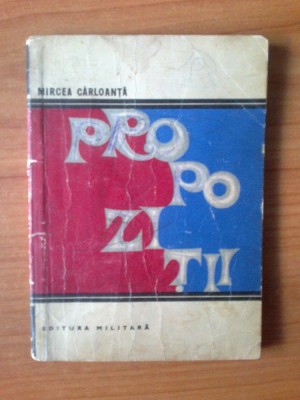 MIRCEA CÂRLOANȚĂ
PRO
PO
ZI
ȚII
EDITURA MILITARĂ